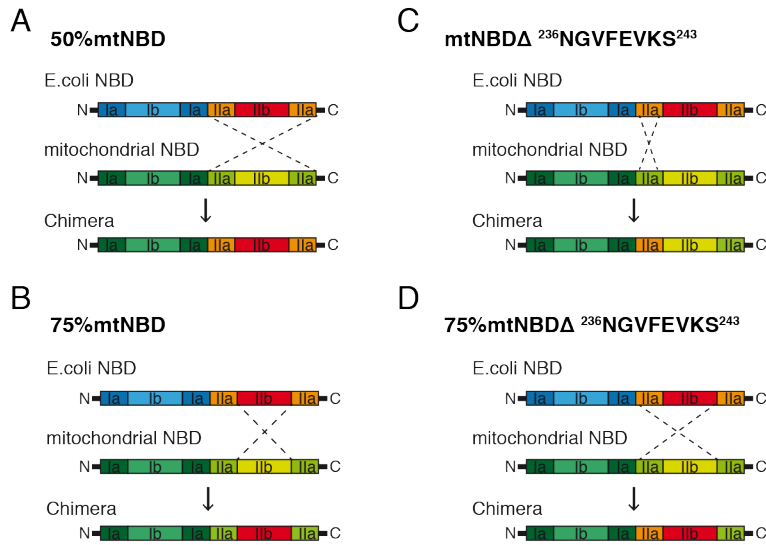 A
50%mtNBD
E.coli NBD
N Ia Ib Ia IIa IIb IIa C
mitochondrial NBD
N Ia Ib Ia IIa IIb IIa C
Chimera
N Ia Ib Ia IIa IIb IIa C
B
75%mtNBD
E.coli NBD
N Ia Ib Ia IIa IIb IIa C
mitochondrial NBD
N Ia Ib Ia IIa IIb IIa C
Chimera
N Ia Ib Ia IIa IIb IIa C
C
mtNBDΔ ²³⁶NGVFEVKS²⁴³
E.coli NBD
N Ia Ib Ia IIa IIb IIa C
mitochondrial NBD
N Ia Ib Ia IIa IIb IIa C
Chimera
N Ia Ib Ia IIa IIb IIa C
D
75%mtNBDΔ ²³⁶NGVFEVKS²⁴³
E.coli NBD
N Ia Ib Ia IIa IIb IIa C
mitochondrial NBD
N Ia Ib Ia IIa IIb IIa C
Chimera
N Ia Ib Ia IIa IIb IIa C